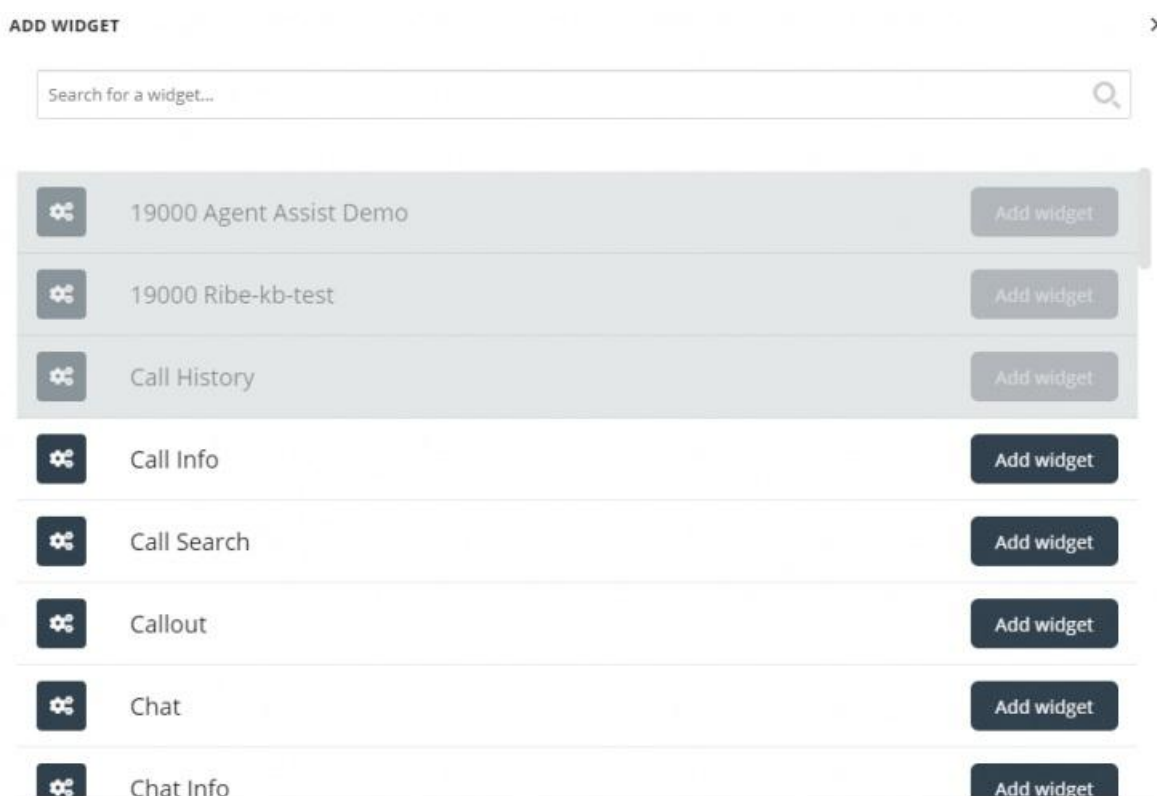 ADD WIDGET
Search for a widget...
19000 Agent Assist Demo Add widget
19000 Ribe-kb-test Add widget
Call History Add widget
Call Info Add widget
Call Search Add widget
Callout Add widget
Chat Add widget
Chat Info Add widget